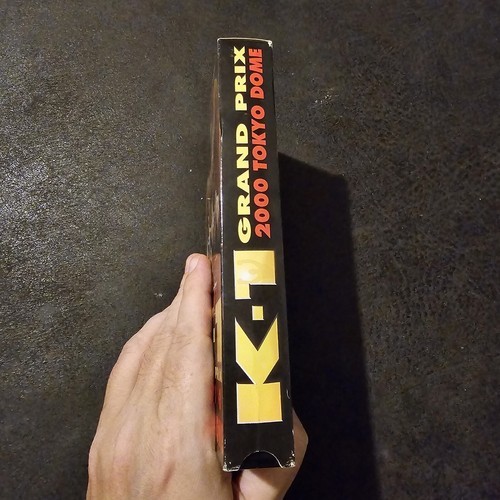 K-1
GRAND PRIX
2000 TOKYO DOME